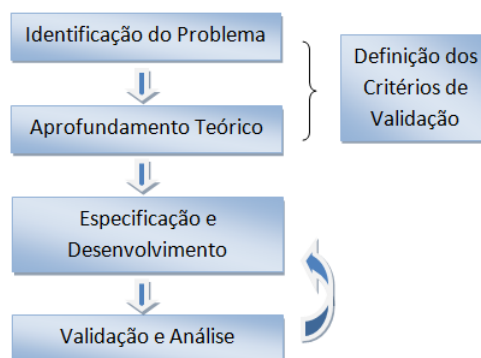 Identificação do Problema
Aprofundamento Teórico
Definição dos
Critérios de
Validação
Especificação e
Desenvolvimento
Validação e Análise